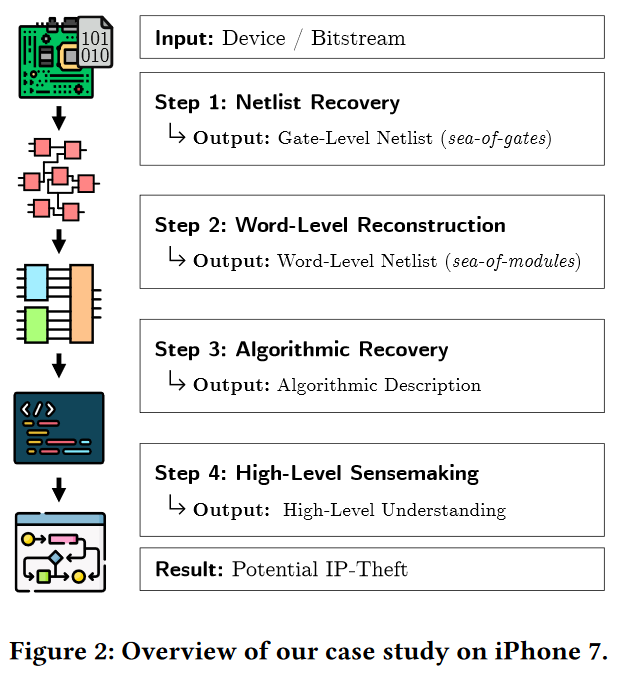 101
010
Input: Device / Bitstream
Step 1: Netlist Recovery
↳ Output: Gate-Level Netlist (sea-of-gates)
Step 2: Word-Level Reconstruction
↳ Output: Word-Level Netlist (sea-of-modules)
Step 3: Algorithmic Recovery
↳ Output: Algorithmic Description
</>
Step 4: High-Level Sensemaking
↳ Output: High-Level Understanding
Result: Potential IP-Theft
Figure 2: Overview of our case study on iPhone 7.